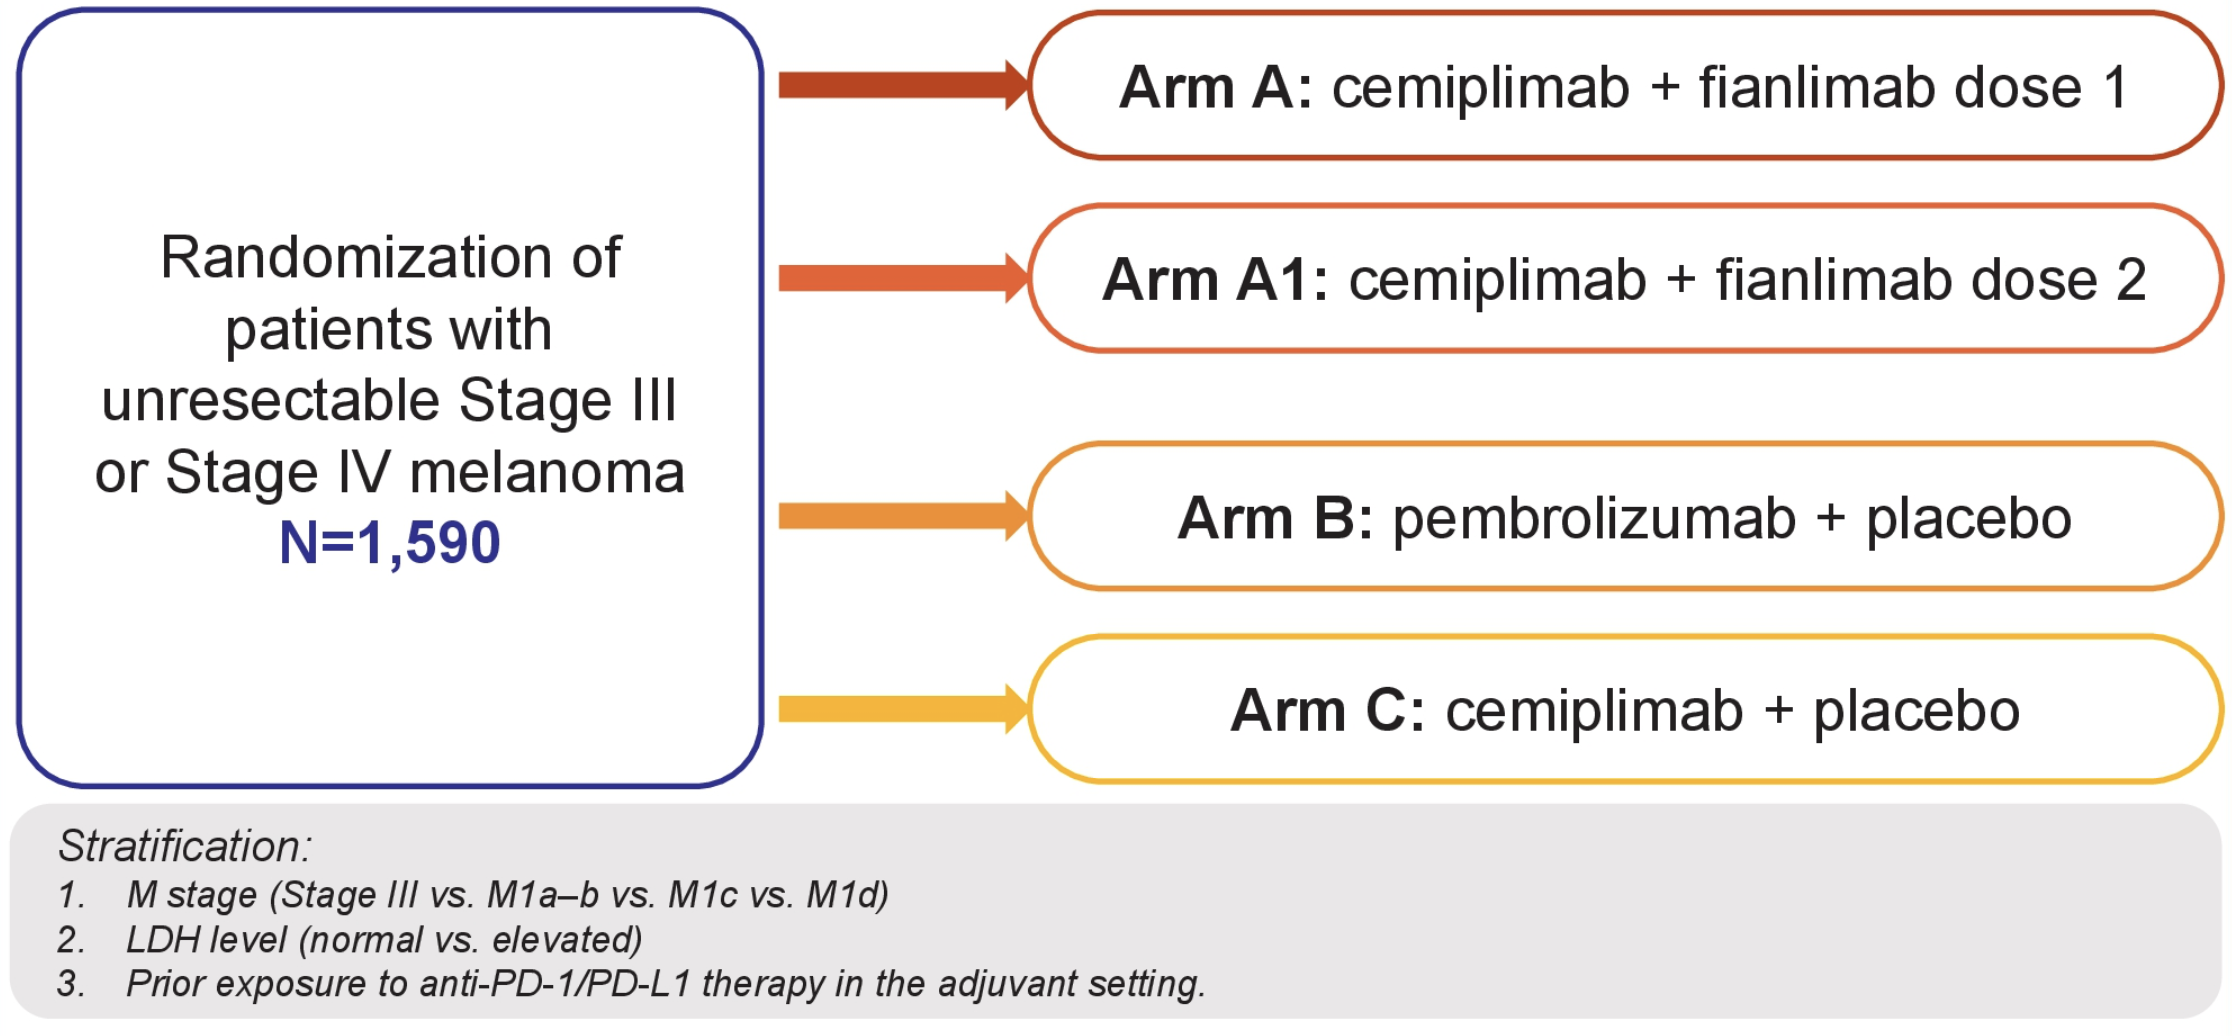 Randomization of
patients with
unresectable Stage III
or Stage IV melanoma
N=1,590
Arm A: cemiplimab + fianlimab dose 1
Arm A1: cemiplimab + fianlimab dose 2
Arm B: pembrolizumab + placebo
Arm C: cemiplimab + placebo
Stratification:
1. M stage (Stage III vs. M1a–b vs. M1c vs. M1d)
2. LDH level (normal vs. elevated)
3. Prior exposure to anti-PD-1/PD-L1 therapy in the adjuvant setting.